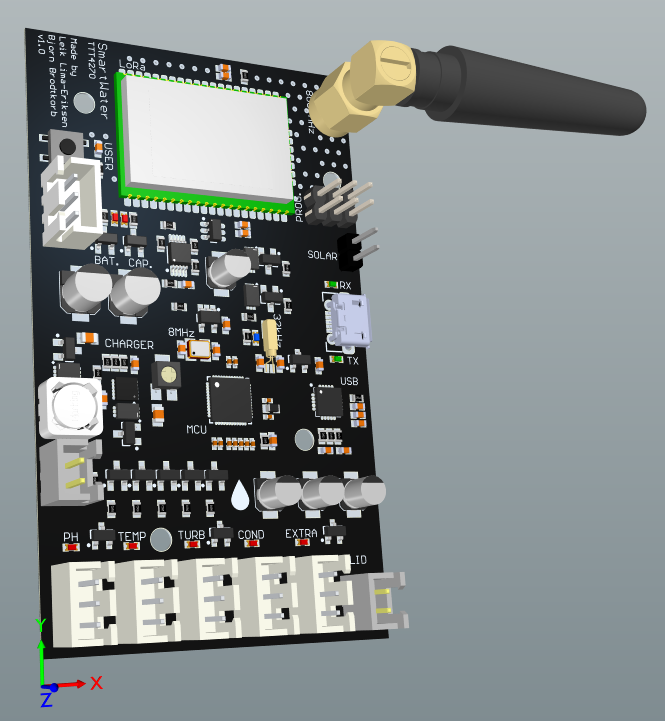 SmartWater
TTT4270
Made by
Leik Lima-Eriksen
Bjørn Brodtkorb
v1.0
LoRa
USER
PROG.
SOLAR
BAT. CAP.
RX
8MHz
CHARGER
TX
USB
MCU
PH
TEMP
TURB
COND
EXTRA
LID
Y
X
Z